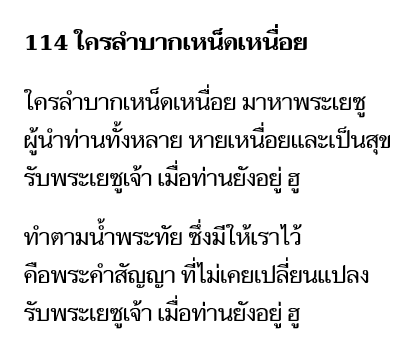 114 ใครลำบากเหน็ดเหนื่อย
ใครลำบากเหน็ดเหนื่อย มาหาพระเยซู
ผู้นำท่านทั้งหลาย หายเหนื่อยและเป็นสุข
รับพระเยซูเจ้า เมื่อท่านยังอยู่ ฮู
ทำตามน้ำพระทัย ซึ่งมีให้เราไว้
คือพระคำสัญญา ที่ไม่เคยเปลี่ยนแปลง
รับพระเยซูเจ้า เมื่อท่านยังอยู่ ฮู